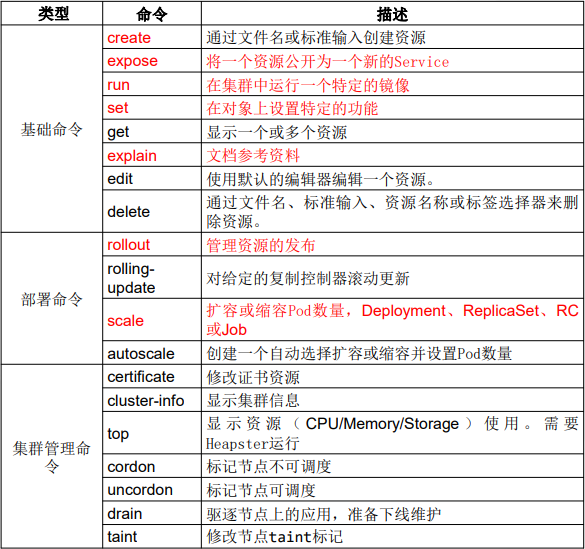 类型 命令 描述
基础命令
create 通过文件名或标准输入创建资源
expose 将一个资源公开为一个新的Service
run 在集群中运行一个特定的镜像
set 在对象上设置特定的功能
get 显示一个或多个资源
explain 文档参考资料
edit 使用默认的编辑器编辑一个资源。
delete 通过文件名、标准输入、资源名称或标签选择器来删
除资源。
部署命令
rollout 管理资源的发布
rolling-
update 对给定的复制控制器滚动更新
scale 扩容或缩容Pod数量，Deployment、ReplicaSet、RC
或Job
autoscale 创建一个自动选择扩容或缩容并设置Pod数量
集群管理命
令
certificate 修改证书资源
cluster-info 显示集群信息
top 显示资源（CPU/Memory/Storage）使用。需要
Heapster运行
cordon 标记节点不可调度
uncordon 标记节点可调度
drain 驱逐节点上的应用，准备下线维护
taint 修改节点taint标记